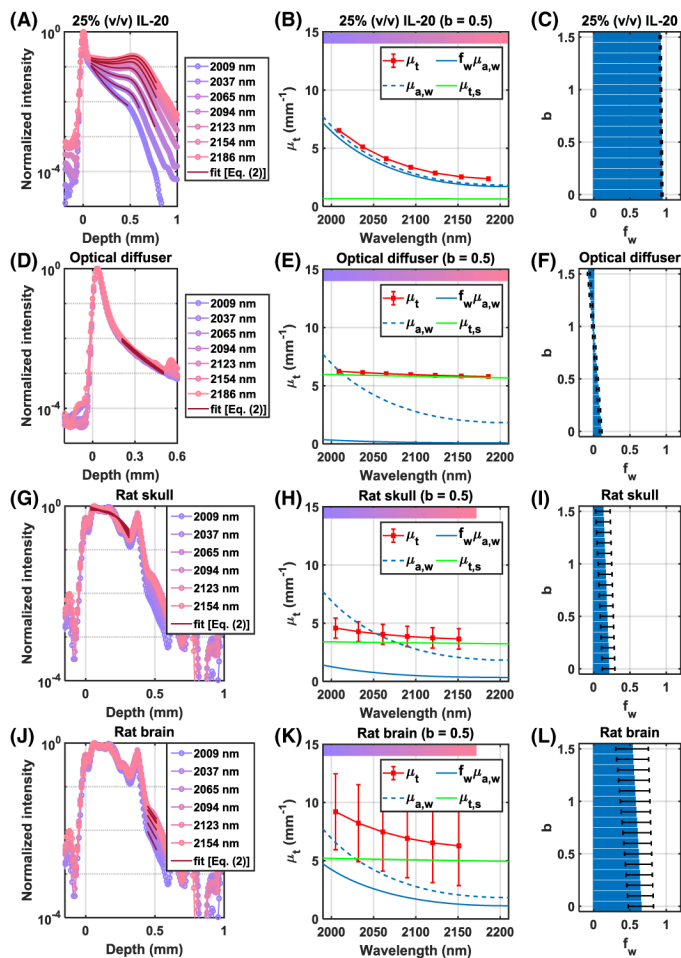 (A) 25% (v/v) IL-20
Normalized intensity
10⁰
10⁻⁴
0 0.5 1
Depth (mm)
2009 nm
2037 nm
2065 nm
2094 nm
2123 nm
2154 nm
2186 nm
fit [Eq. (2)]
(B) 25% (v/v) IL-20 (b = 0.5)
μt (mm⁻¹)
15
10
5
0
2000 2050 2100 2150 2200
Wavelength (nm)
μt fwμa,w
μa,w μt,s
(C) 25% (v/v) IL-20
b
1.5
1
0.5
0
0 0.5 1
fw
(D) Optical diffuser
Normalized intensity
10⁰
10⁻⁴
0 0.3 0.6
Depth (mm)
2009 nm
2037 nm
2065 nm
2094 nm
2123 nm
2154 nm
2186 nm
fit [Eq. (2)]
(E) Optical diffuser (b = 0.5)
μt (mm⁻¹)
15
10
5
0
2000 2050 2100 2150 2200
Wavelength (nm)
μt fwμa,w
μa,w μt,s
(F) Optical diffuser
b
1.5
1
0.5
0
0 0.5 1
fw
(G) Rat skull
Normalized intensity
10⁰
10⁻⁴
0 0.5 1
Depth (mm)
2009 nm
2037 nm
2065 nm
2094 nm
2123 nm
2154 nm
fit [Eq. (2)]
(H) Rat skull (b = 0.5)
μt (mm⁻¹)
15
10
5
0
2000 2050 2100 2150 2200
Wavelength (nm)
μt fwμa,w
μa,w μt,s
(I) Rat skull
b
1.5
1
0.5
0
0 0.5 1
fw
(J) Rat brain
Normalized intensity
10⁰
10⁻⁴
0 0.5 1
Depth (mm)
2009 nm
2037 nm
2065 nm
2094 nm
2123 nm
2154 nm
fit [Eq. (2)]
(K) Rat brain (b = 0.5)
μt (mm⁻¹)
15
10
5
0
2000 2050 2100 2150 2200
Wavelength (nm)
μt fwμa,w
μa,w μt,s
(L) Rat brain
b
1.5
1
0.5
0
0 0.5 1
fw